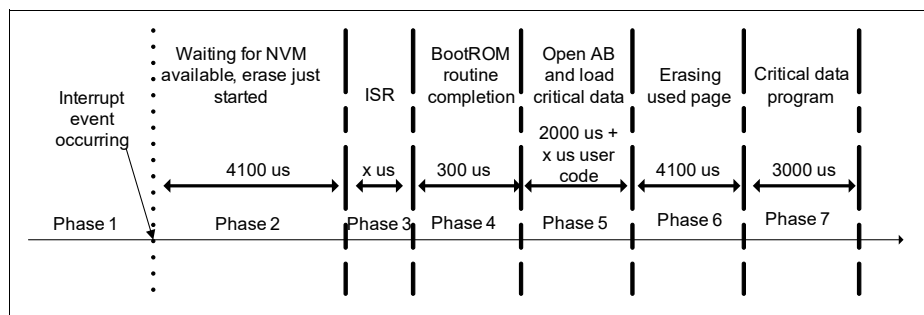 Waiting for NVM
available, erase just
started
Interrupt
event
occurring
ISR
BootROM
routine
completion
Open AB
and load
critical data
2000 us +
x us user
code
Erasing
used page
Critical data
program
4100 us
x us
300 us
4100 us
3000 us
Phase 1
Phase 2
Phase 3
Phase 4
Phase 5
Phase 6
Phase 7